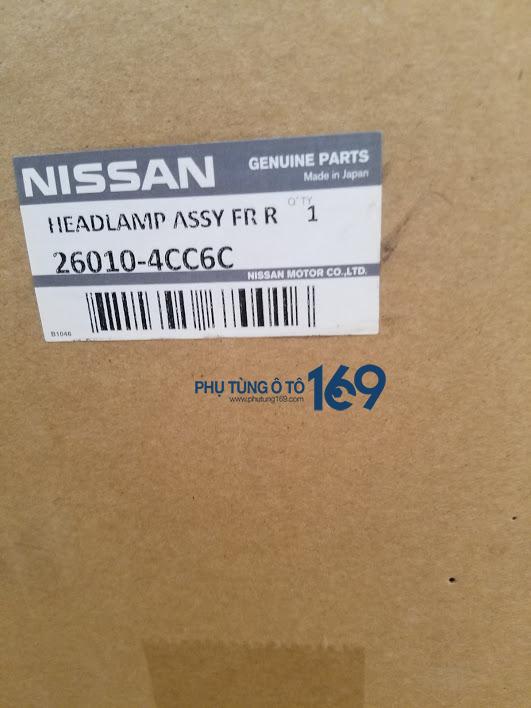 NISSAN
GENUINE PARTS
Made in Japan
HEADLAMP ASSY FR R
Q'TY
1
26010-4CC6C
NISSAN MOTOR CO.,LTD.
B1046
PHỤ TÙNG Ô TÔ 169
www.phutung169.com